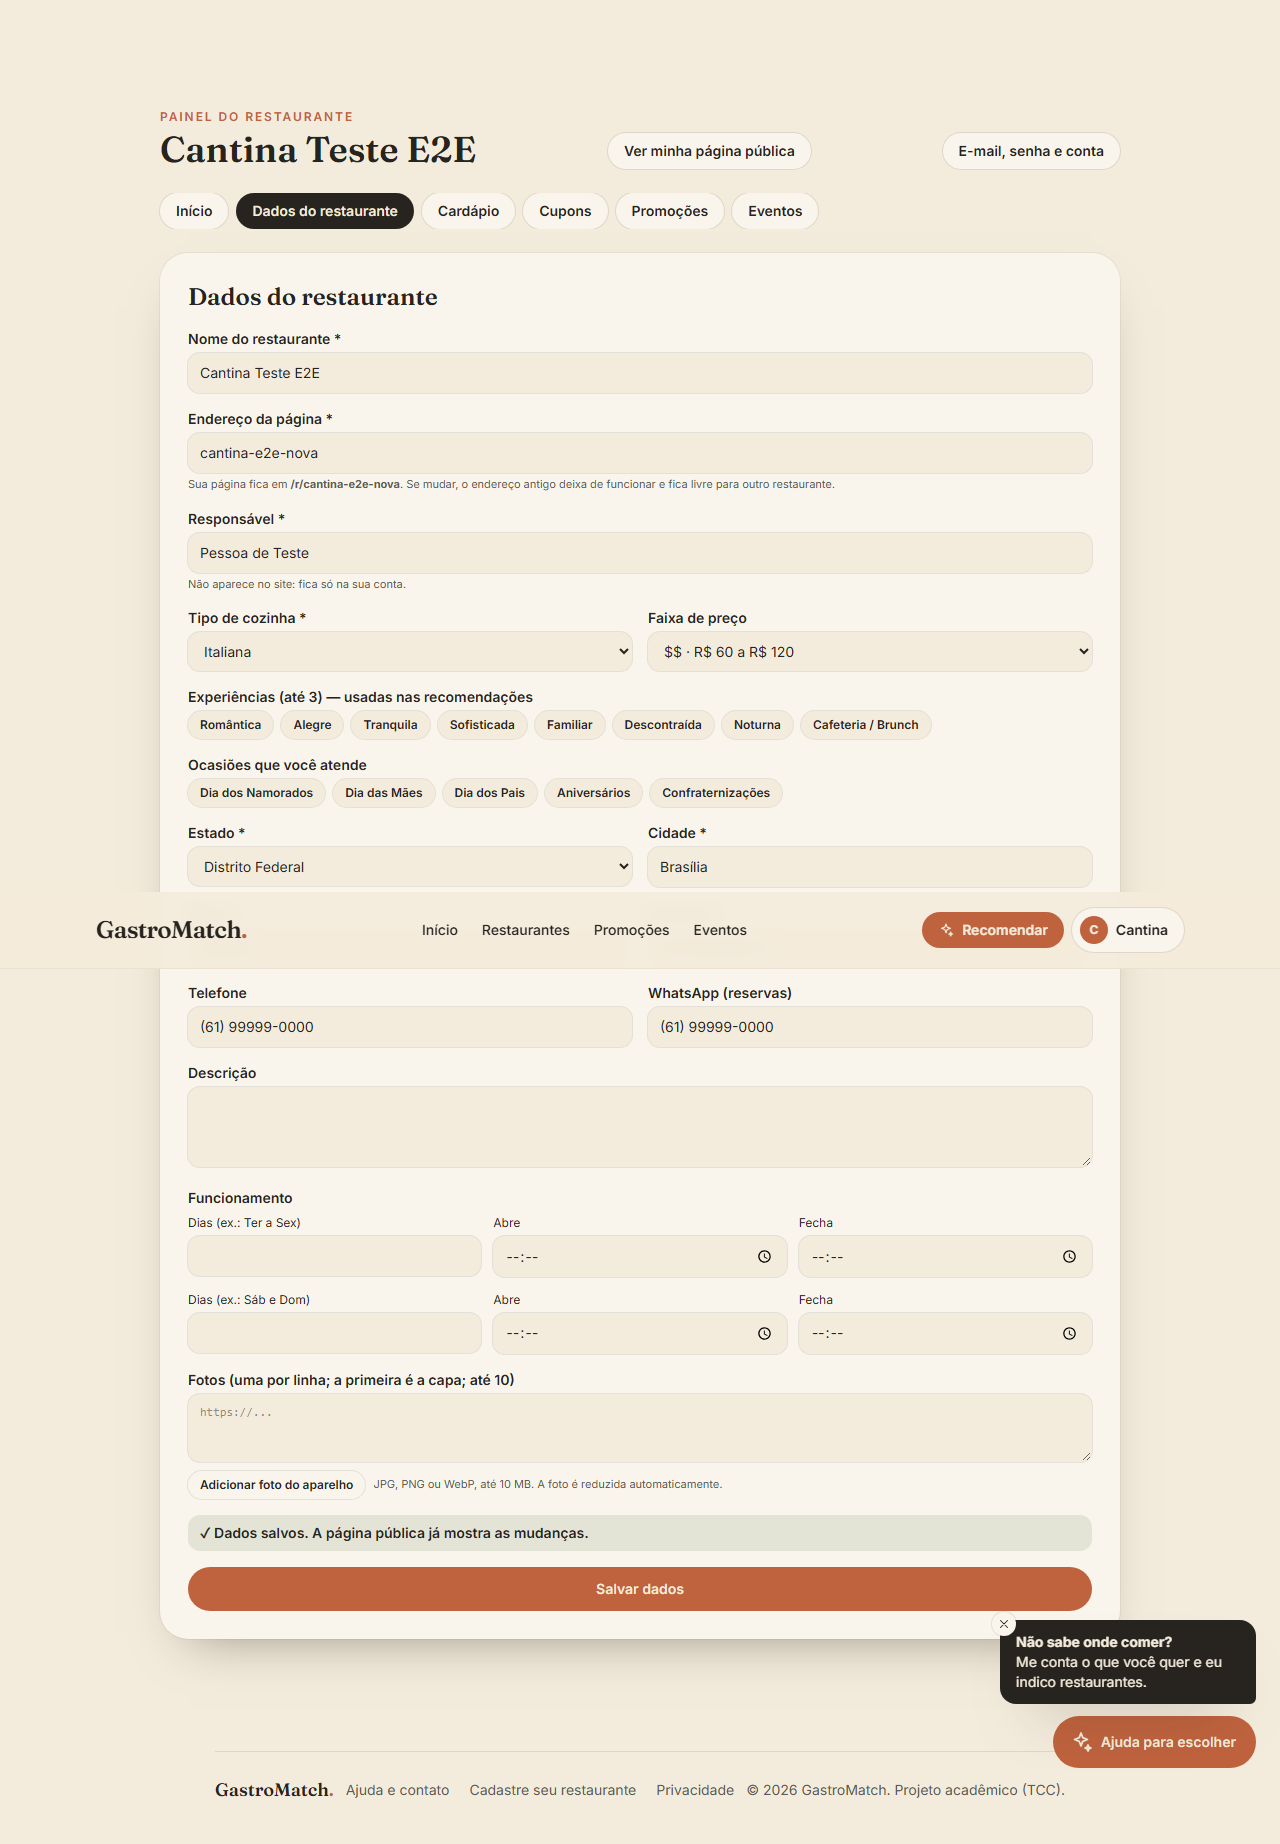 PAINEL DO RESTAURANTE
Cantina Teste E2E
Ver minha página pública
E-mail, senha e conta
Início
Dados do restaurante
Cardápio
Cupons
Promoções
Eventos
Dados do restaurante
Nome do restaurante *
Cantina Teste E2E
Endereço da página *
cantina-e2e-nova
Sua página fica em /r/cantina-e2e-nova. Se mudar, o endereço antigo deixa de funcionar e fica livre para outro restaurante.
Responsável *
Pessoa de Teste
Não aparece no site: fica só na sua conta.
Tipo de cozinha *
Faixa de preço
Italiana
$$ · R$ 60 a R$ 120
Experiências (até 3) — usadas nas recomendações
Romântica
Alegre
Tranquila
Sofisticada
Familiar
Descontraída
Noturna
Cafeteria / Brunch
Ocasiões que você atende
Dia dos Namorados
Dia das Mães
Dia dos Pais
Aniversários
Confraternizações
Estado *
Cidade *
Distrito Federal
Brasília
GastroMatch.
Início
Restaurantes
Promoções
Eventos
Recomendar
C
Cantina
Telefone
WhatsApp (reservas)
(61) 99999-0000
(61) 99999-0000
Descrição
Funcionamento
Dias (ex.: Ter a Sex)
Abre
Fecha
--:--
--:--
Dias (ex.: Sáb e Dom)
Abre
Fecha
--:--
--:--
Fotos (uma por linha; a primeira é a capa; até 10)
https://...
Adicionar foto do aparelho
JPG, PNG ou WebP, até 10 MB. A foto é reduzida automaticamente.
✓ Dados salvos. A página pública já mostra as mudanças.
Salvar dados
Não sabe onde comer?
Me conta o que você quer e eu
indico restaurantes.
Ajuda para escolher
GastroMatch.
Ajuda e contato
Cadastre seu restaurante
Privacidade
© 2026 GastroMatch. Projeto acadêmico (TCC).